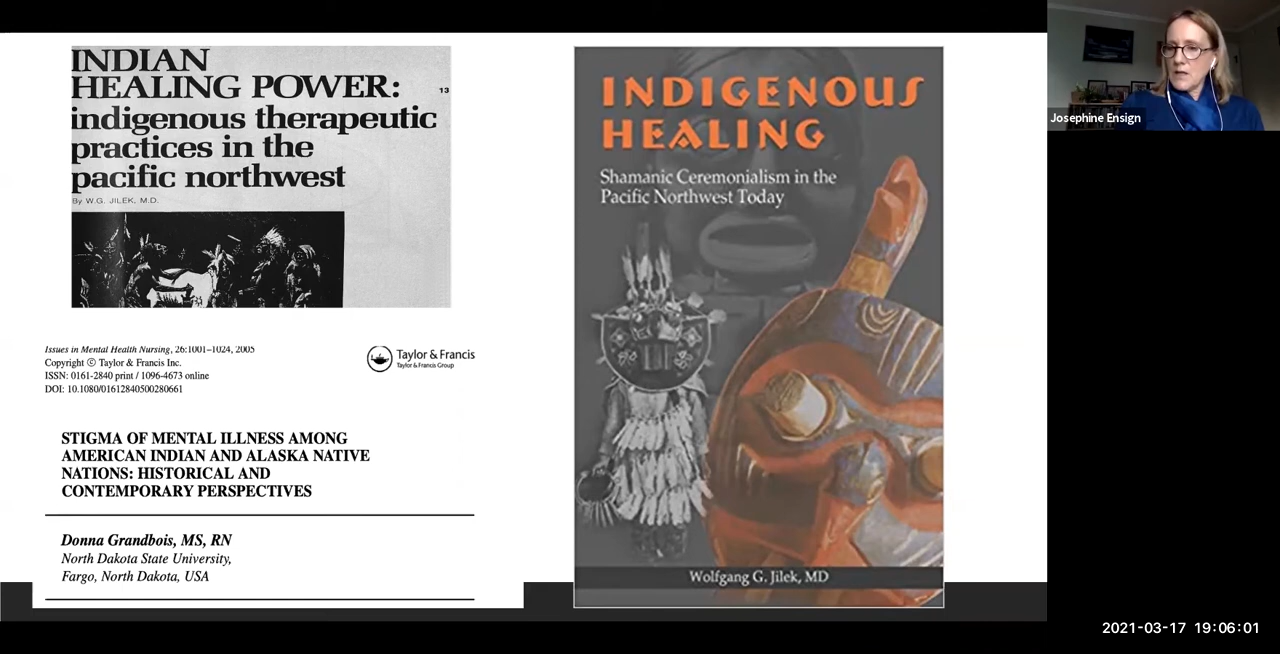 INDIAN
HEALING POWER:
13
indigenous therapeutic
practices in the
pacific northwest
By W.G. JILEK, M.D.
Issues in Mental Health Nursing, 26:1001–1024, 2005
Copyright © Taylor & Francis Inc.
ISSN: 0161-2840 print / 1096-4673 online
DOI: 10.1080/01612840500280661
Taylor & Francis
Taylor & Francis Group
STIGMA OF MENTAL ILLNESS AMONG
AMERICAN INDIAN AND ALASKA NATIVE
NATIONS: HISTORICAL AND
CONTEMPORARY PERSPECTIVES
Donna Grandbois, MS, RN
North Dakota State University,
Fargo, North Dakota, USA
INDIGENOUS
HEALING
Shamanic Ceremonialism in the
Pacific Northwest Today
Wolfgang G. Jilek, MD
Josephine Ensign
2021-03-17 19:06:01